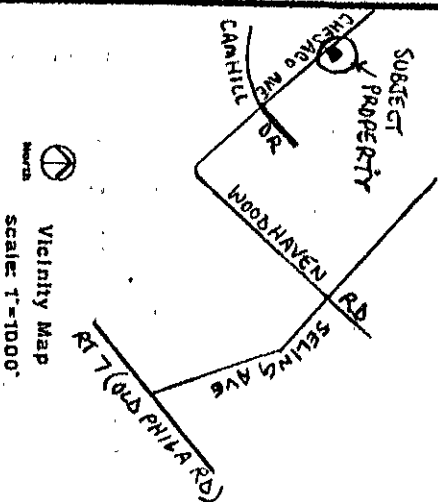 SUBJECT
PROPERTY
CHESACO AVE
CAMHILL DR
WOODHAVEN RD
SELING AVE
RT 7 (OLD PHILA RD)
North
Vicinity Map
scale: 1"=1000'